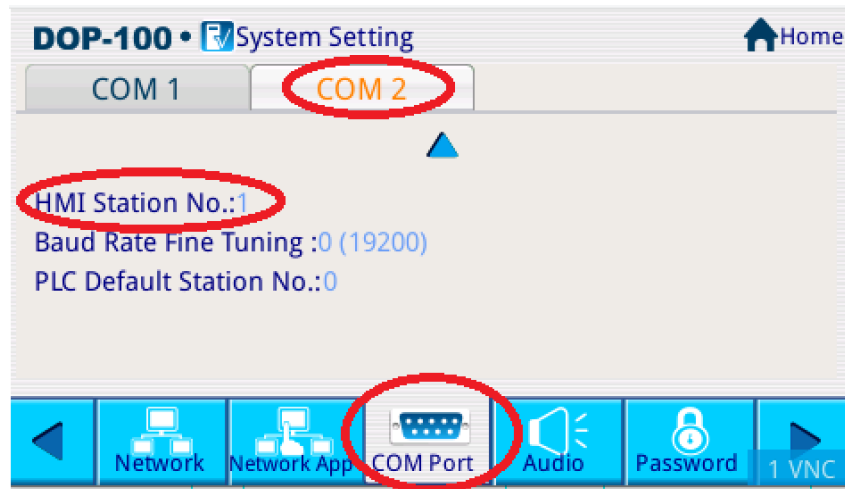 DOP-100 • System Setting Home
COM 1 COM 2
HMI Station No.:1
Baud Rate Fine Tuning :0 (19200)
PLC Default Station No.:0
Network Network App COM Port Audio Password 1 VNC